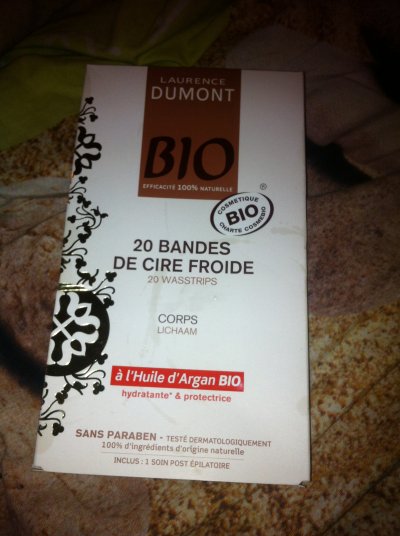 LAURENCE
DUMONT
BIO
EFFICACITÉ 100% NATURELLE
®
COSMETIQUE
BIO
CHARTE COSMEBIO
20 BANDES
DE CIRE FROIDE
20 WASSTRIPS
CORPS
LICHAAM
à l'Huile d'Argan BIO
hydratante* & protectrice
SANS PARABEN • TESTÉ DERMATOLOGIQUEMENT
100% d'ingrédients d'origine naturelle
INCLUS : 1 SOIN POST ÉPILATOIRE